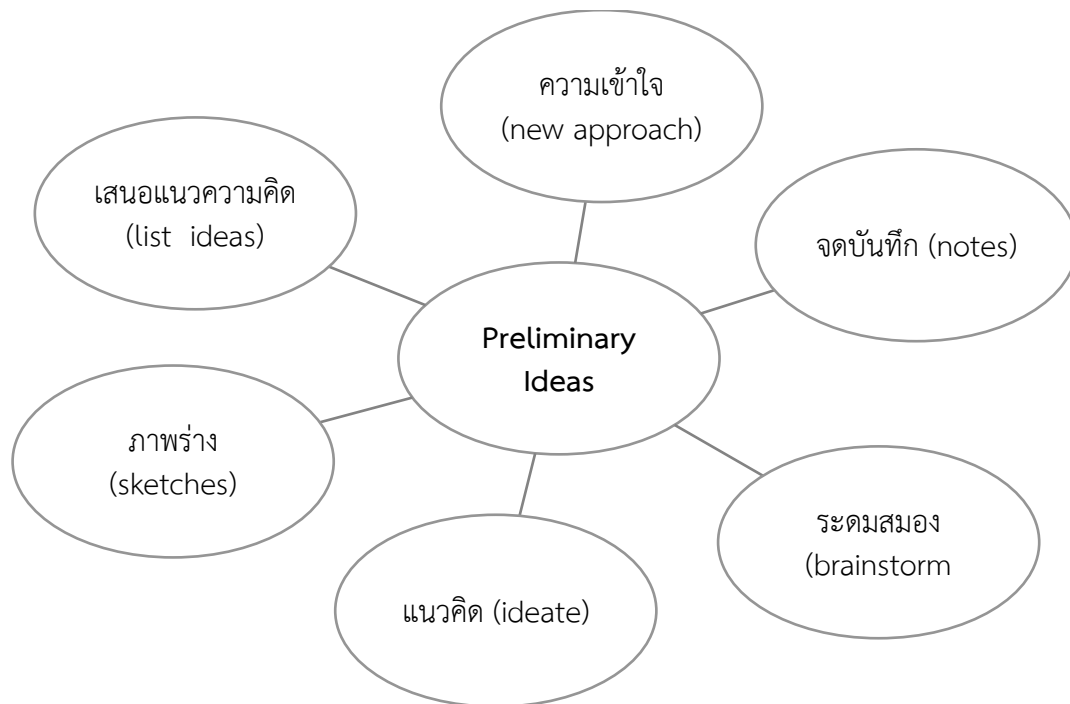 ความเข้าใจ
(new approach)
เสนอแนวความคิด
(list ideas)
จดบันทึก (notes)
Preliminary
Ideas
ภาพร่าง
(sketches)
ระดมสมอง
(brainstorm
แนวคิด (ideate)